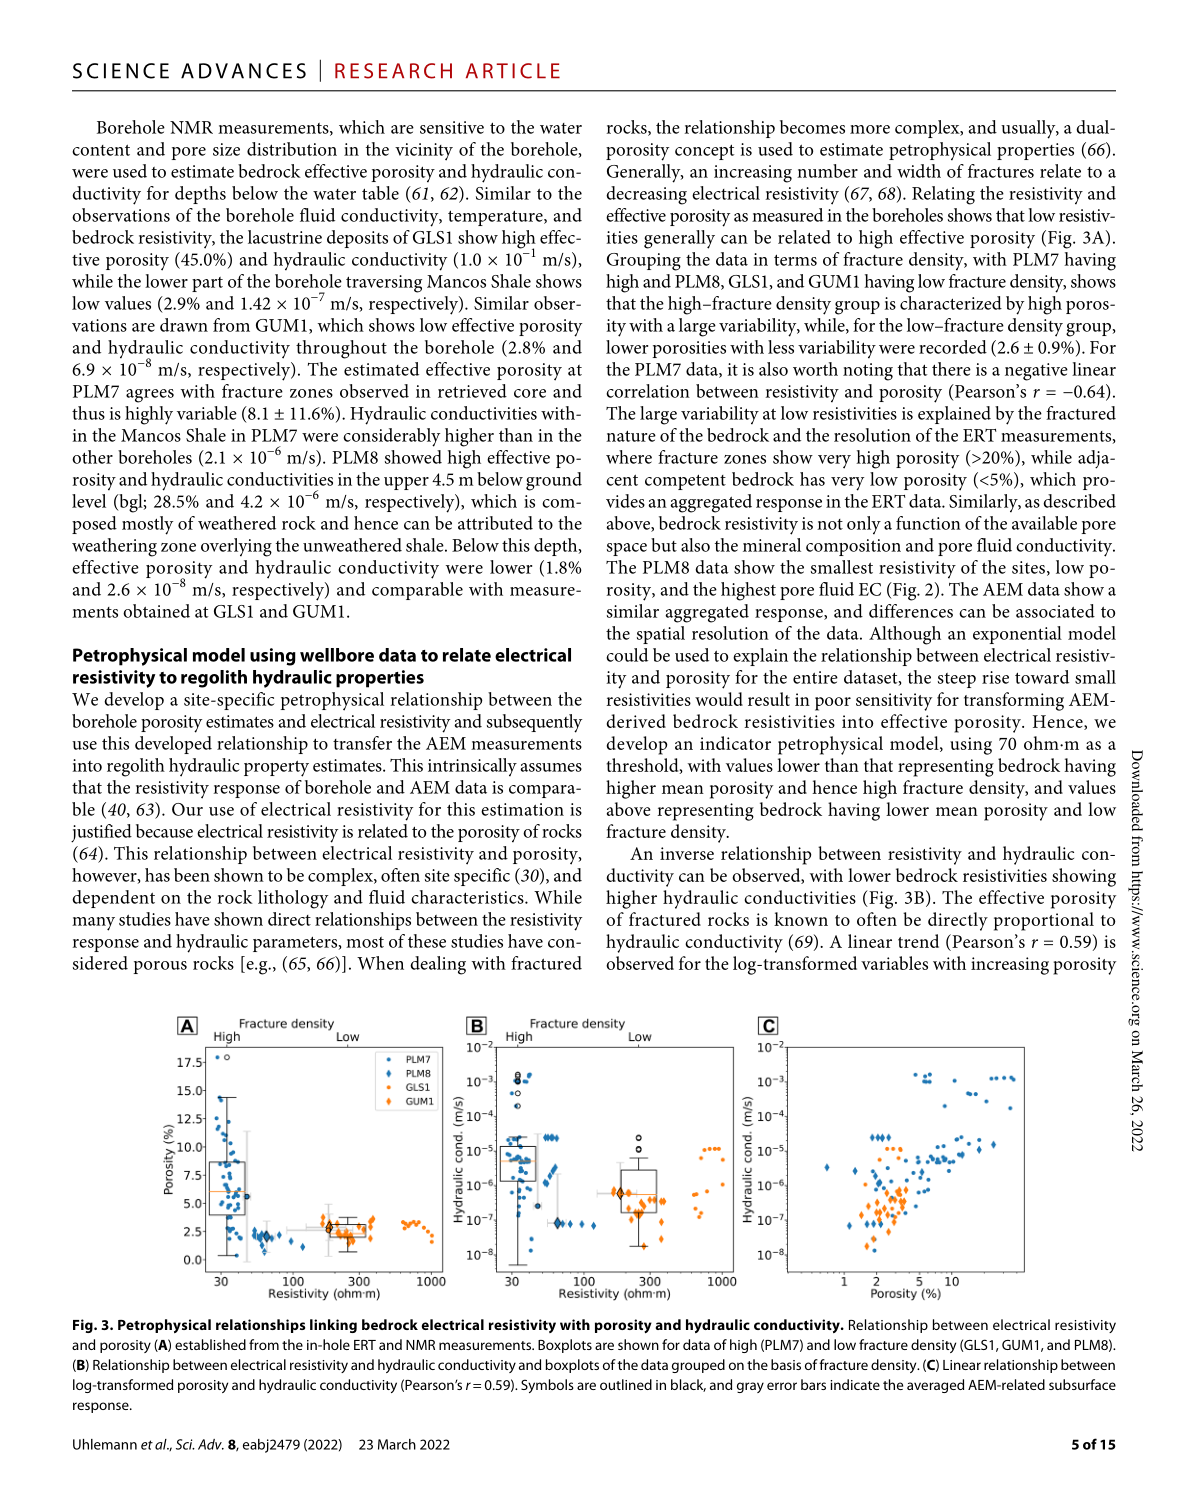 SCIENCE ADVANCES | RESEARCH ARTICLE
Borehole NMR measurements, which are sensitive to the water
content and pore size distribution in the vicinity of the borehole,
were used to estimate bedrock effective porosity and hydraulic con-
ductivity for depths below the water table (61, 62). Similar to the
observations of the borehole fluid conductivity, temperature, and
bedrock resistivity, the lacustrine deposits of GLS1 show high effec-
tive porosity (45.0%) and hydraulic conductivity (1.0 × 10⁻¹ m/s),
while the lower part of the borehole traversing Mancos Shale shows
low values (2.9% and 1.42 × 10⁻⁷ m/s, respectively). Similar obser-
vations are drawn from GUM1, which shows low effective porosity
and hydraulic conductivity throughout the borehole (2.8% and
6.9 × 10⁻⁸ m/s, respectively). The estimated effective porosity at
PLM7 agrees with fracture zones observed in retrieved core and
thus is highly variable (8.1 ± 11.6%). Hydraulic conductivities with-
in the Mancos Shale in PLM7 were considerably higher than in the
other boreholes (2.1 × 10⁻⁶ m/s). PLM8 showed high effective po-
rosity and hydraulic conductivities in the upper 4.5 m below ground
level (bgl; 28.5% and 4.2 × 10⁻⁶ m/s, respectively), which is com-
posed mostly of weathered rock and hence can be attributed to the
weathering zone overlying the unweathered shale. Below this depth,
effective porosity and hydraulic conductivity were lower (1.8%
and 2.6 × 10⁻⁸ m/s, respectively) and comparable with measure-
ments obtained at GLS1 and GUM1.
Petrophysical model using wellbore data to relate electrical
resistivity to regolith hydraulic properties
We develop a site-specific petrophysical relationship between the
borehole porosity estimates and electrical resistivity and subsequently
use this developed relationship to transfer the AEM measurements
into regolith hydraulic property estimates. This intrinsically assumes
that the resistivity response of borehole and AEM data is compara-
ble (40, 63). Our use of electrical resistivity for this estimation is
justified because electrical resistivity is related to the porosity of rocks
(64). This relationship between electrical resistivity and porosity,
however, has been shown to be complex, often site specific (30), and
dependent on the rock lithology and fluid characteristics. While
many studies have shown direct relationships between the resistivity
response and hydraulic parameters, most of these studies have con-
sidered porous rocks [e.g., (65, 66)]. When dealing with fractured
rocks, the relationship becomes more complex, and usually, a dual-
porosity concept is used to estimate petrophysical properties (66).
Generally, an increasing number and width of fractures relate to a
decreasing electrical resistivity (67, 68). Relating the resistivity and
effective porosity as measured in the boreholes shows that low resistiv-
ities generally can be related to high effective porosity (Fig. 3A).
Grouping the data in terms of fracture density, with PLM7 having
high and PLM8, GLS1, and GUM1 having low fracture density, shows
that the high–fracture density group is characterized by high poros-
ity with a large variability, while, for the low–fracture density group,
lower porosities with less variability were recorded (2.6 ± 0.9%). For
the PLM7 data, it is also worth noting that there is a negative linear
correlation between resistivity and porosity (Pearson's r = −0.64).
The large variability at low resistivities is explained by the fractured
nature of the bedrock and the resolution of the ERT measurements,
where fracture zones show very high porosity (>20%), while adja-
cent competent bedrock has very low porosity (<5%), which pro-
vides an aggregated response in the ERT data. Similarly, as described
above, bedrock resistivity is not only a function of the available pore
space but also the mineral composition and pore fluid conductivity.
The PLM8 data show the smallest resistivity of the sites, low po-
rosity, and the highest pore fluid EC (Fig. 2). The AEM data show a
similar aggregated response, and differences can be associated to
the spatial resolution of the data. Although an exponential model
could be used to explain the relationship between electrical resistiv-
ity and porosity for the entire dataset, the steep rise toward small
resistivities would result in poor sensitivity for transforming AEM-
derived bedrock resistivities into effective porosity. Hence, we
develop an indicator petrophysical model, using 70 ohm·m as a
threshold, with values lower than that representing bedrock having
higher mean porosity and hence high fracture density, and values
above representing bedrock having lower mean porosity and low
fracture density.
An inverse relationship between resistivity and hydraulic con-
ductivity can be observed, with lower bedrock resistivities showing
higher hydraulic conductivities (Fig. 3B). The effective porosity
of fractured rocks is known to often be directly proportional to
hydraulic conductivity (69). A linear trend (Pearson's r = 0.59) is
observed for the log-transformed variables with increasing porosity
A
Fracture density
High Low
17.5
15.0
12.5
10.0
7.5
5.0
2.5
0.0
Porosity (%)
PLM7
PLM8
GLS1
GUM1
30 100 300 1000
Resistivity (ohm·m)
B
Fracture density
High Low
10⁻²
10⁻³
10⁻⁴
10⁻⁵
10⁻⁶
10⁻⁷
10⁻⁸
Hydraulic cond. (m/s)
30 100 300 1000
Resistivity (ohm·m)
C
10⁻²
10⁻³
10⁻⁴
10⁻⁵
10⁻⁶
10⁻⁷
10⁻⁸
Hydraulic cond. (m/s)
1 2 5 10
Porosity (%)
Fig. 3. Petrophysical relationships linking bedrock electrical resistivity with porosity and hydraulic conductivity. Relationship between electrical resistivity
and porosity (A) established from the in-hole ERT and NMR measurements. Boxplots are shown for data of high (PLM7) and low fracture density (GLS1, GUM1, and PLM8).
(B) Relationship between electrical resistivity and hydraulic conductivity and boxplots of the data grouped on the basis of fracture density. (C) Linear relationship between
log-transformed porosity and hydraulic conductivity (Pearson's r = 0.59). Symbols are outlined in black, and gray error bars indicate the averaged AEM-related subsurface
response.
Uhlemann et al., Sci. Adv. 8, eabj2479 (2022) 23 March 2022
5 of 15
Downloaded from https://www.science.org on March 26, 2022